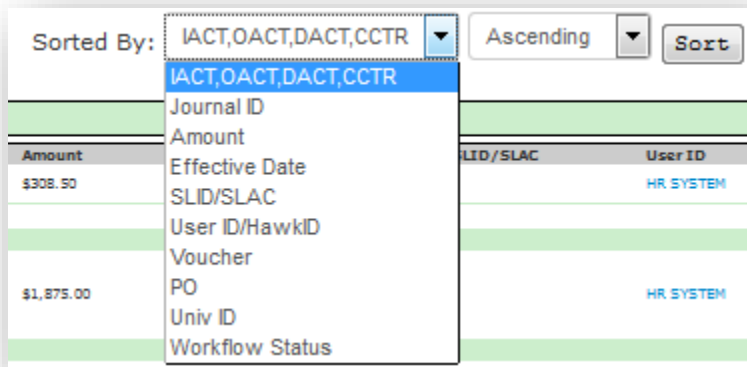 Sorted By: IACT,OACT,DACT,CCTR Ascending Sort
IACT,OACT,DACT,CCTR
Journal ID
Amount
Effective Date
SLID/SLAC
User ID/HawkID
Voucher
PO
Univ ID
Workflow Status
Amount SLID/SLAC User ID
$308.50 HR SYSTEM
$1,875.00 HR SYSTEM